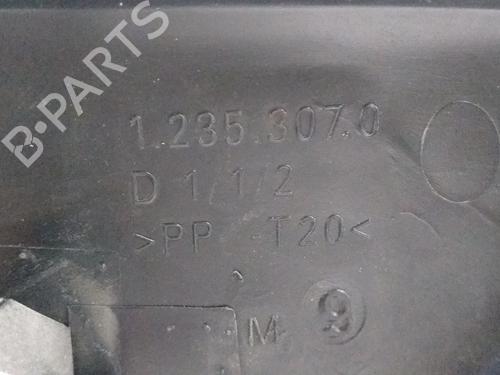 B-PARTS
1.235.307.0
D 1/1/2
>PP -T20<
M 9